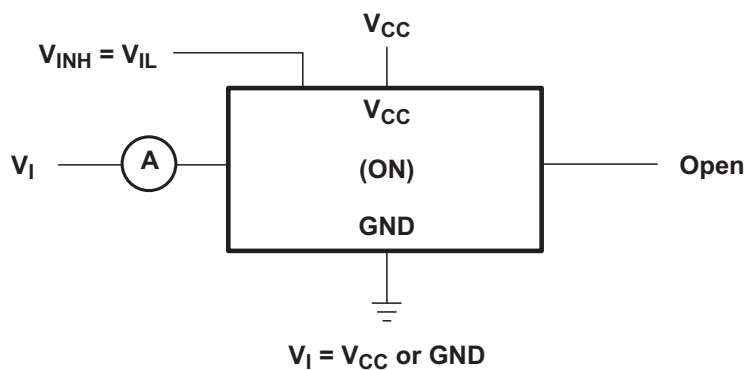 V_CC
V_INH = V_IL
V_CC
V_I
A
(ON)
Open
GND
V_I = V_CC or GND